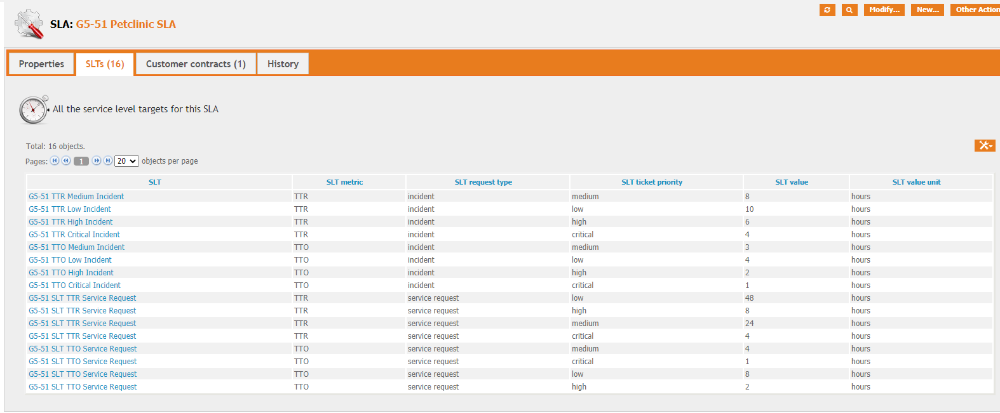 SLA: G5-51 Petclinic SLA
Modify... New... Other Action
Properties SLTs (16) Customer contracts (1) History
All the service level targets for this SLA
Total: 16 objects.
Pages: 1 20 objects per page
SLT SLT metric SLT request type SLT ticket priority SLT value SLT value unit
G5-51 TTR Medium Incident TTR incident medium 8 hours
G5-51 TTR Low Incident TTR incident low 10 hours
G5-51 TTR High Incident TTR incident high 6 hours
G5-51 TTR Critical Incident TTR incident critical 4 hours
G5-51 TTO Medium Incident TTO incident medium 3 hours
G5-51 TTO Low Incident TTO incident low 4 hours
G5-51 TTO High Incident TTO incident high 2 hours
G5-51 TTO Critical Incident TTO incident critical 1 hours
G5-51 SLT TTR Service Request TTR service request low 48 hours
G5-51 SLT TTR Service Request TTR service request high 8 hours
G5-51 SLT TTR Service Request TTR service request medium 24 hours
G5-51 SLT TTR Service Request TTR service request critical 4 hours
G5-51 SLT TTO Service Request TTO service request medium 4 hours
G5-51 SLT TTO Service Request TTO service request critical 1 hours
G5-51 SLT TTO Service Request TTO service request low 8 hours
G5-51 SLT TTO Service Request TTO service request high 2 hours